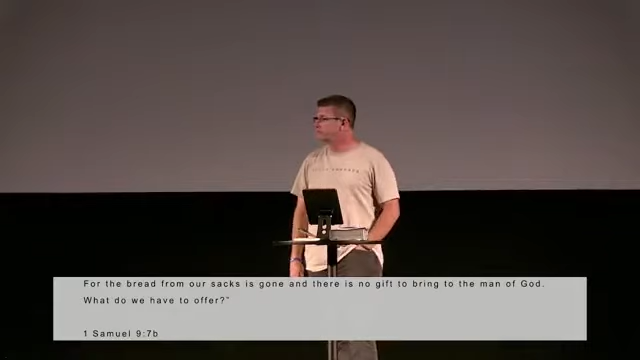 For the bread from our sacks is gone and there is no gift to bring to the man of God.
What do we have to offer?"
1 Samuel 9:7b